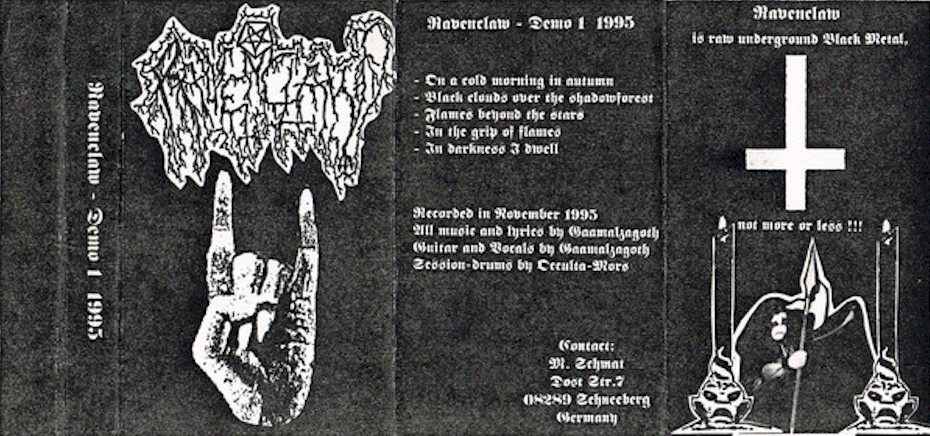 Ravenclaw - Demo 1 1995
RAVENCLAW
Ravenclaw - Demo 1 1995
- On a cold morning in autumn
- Black clouds over the shadowforest
- Flames beyond the stars
- In the grip of flames
- In darkness I dwell
Recorded in November 1995
All music and lyrics by Gaamalzagoth
Guitar and Vocals by Gaamalzagoth
Session-drums by Occulta-Mors
Contact:
M. Schmat
Dost Str.7
08289 Schneeberg
Germany
Ravenclaw
is raw underground Black Metal,
not more or less !!!